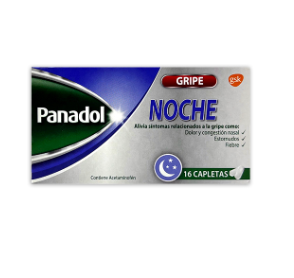 GRIPE
gsk
Panadol
NOCHE
Alivia síntomas relacionados a la gripe como:
Dolor y congestión nasal ✓
Estornudos ✓
Fiebre ✓
16 CAPLETAS
Contiene Acetaminofén